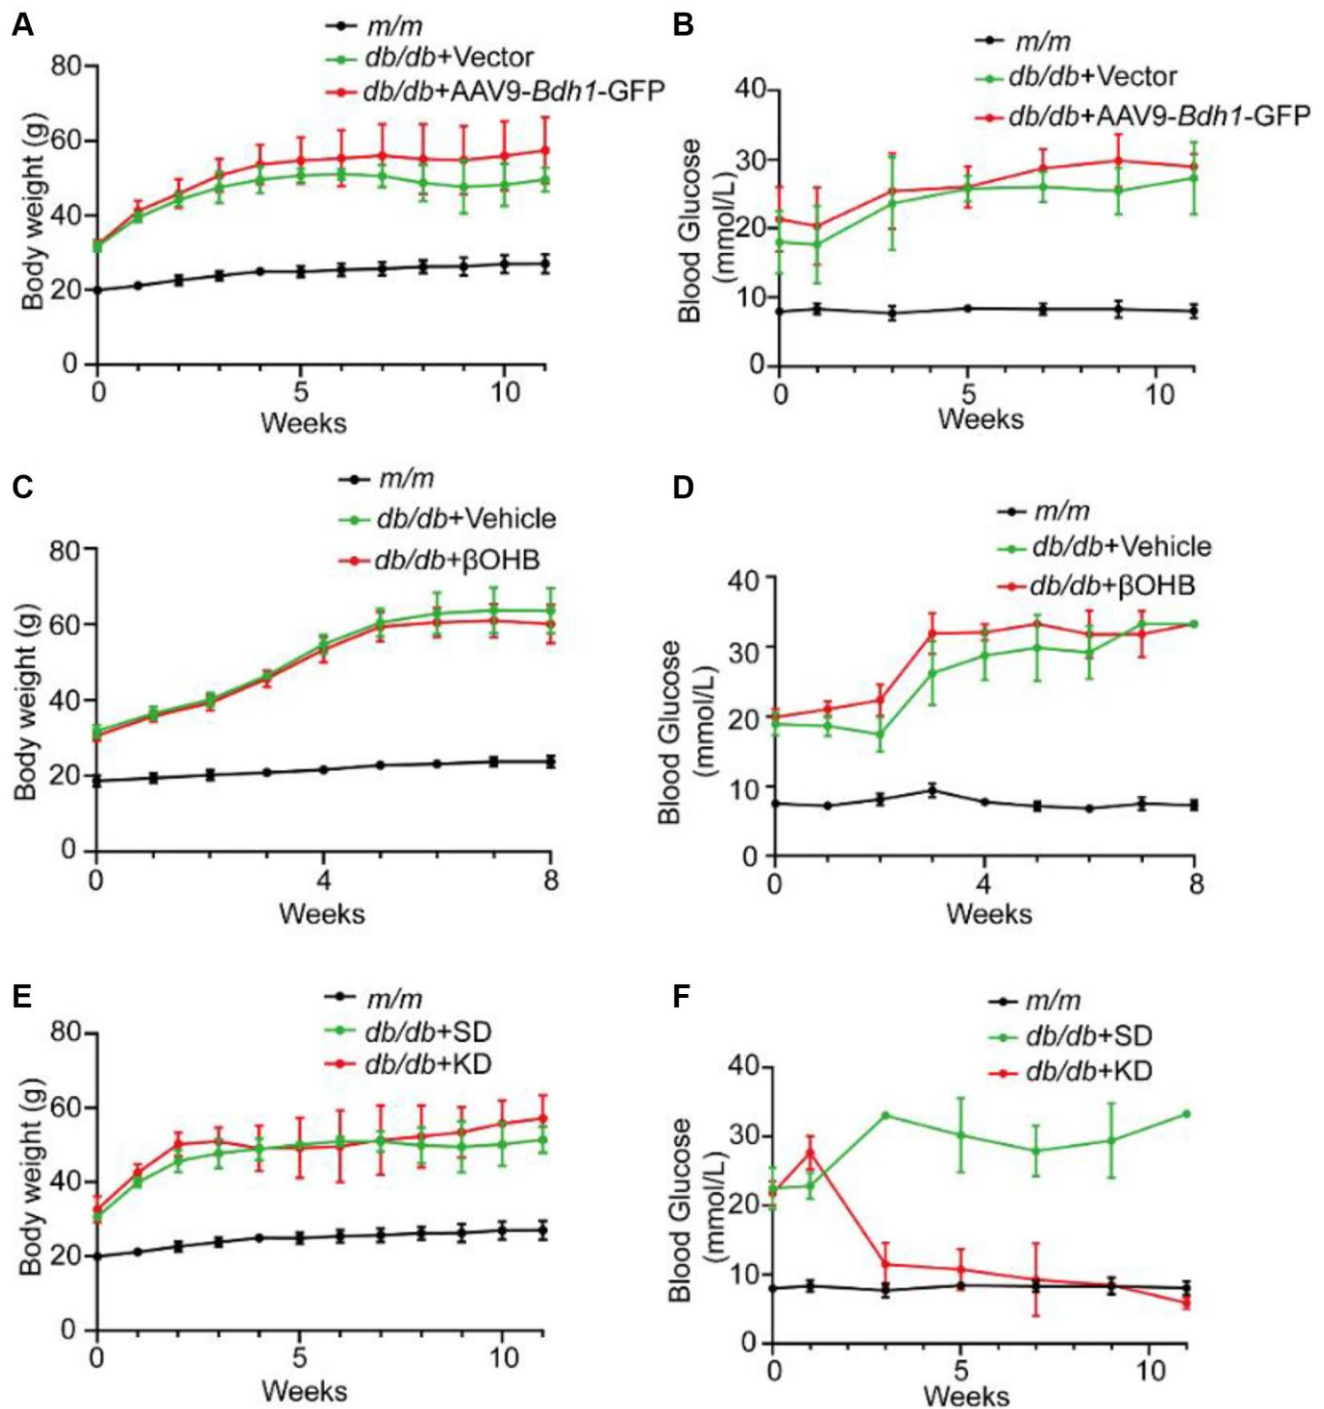 A
m/m
db/db+Vector
db/db+AAV9-Bdh1-GFP
80
60
40
20
0
Body weight (g)
0
5
10
Weeks
B
m/m
db/db+Vector
db/db+AAV9-Bdh1-GFP
40
30
20
10
0
Blood Glucose
(mmol/L)
0
5
10
Weeks
C
m/m
db/db+Vehicle
db/db+βOHB
80
60
40
20
0
Body weight (g)
0
4
8
Weeks
D
m/m
db/db+Vehicle
db/db+βOHB
40
30
20
10
0
Blood Glucose
(mmol/L)
0
4
8
Weeks
E
m/m
db/db+SD
db/db+KD
80
60
40
20
0
Body weight (g)
0
5
10
Weeks
F
m/m
db/db+SD
db/db+KD
40
30
20
10
0
Blood Glucose
(mmol/L)
0
5
10
Weeks